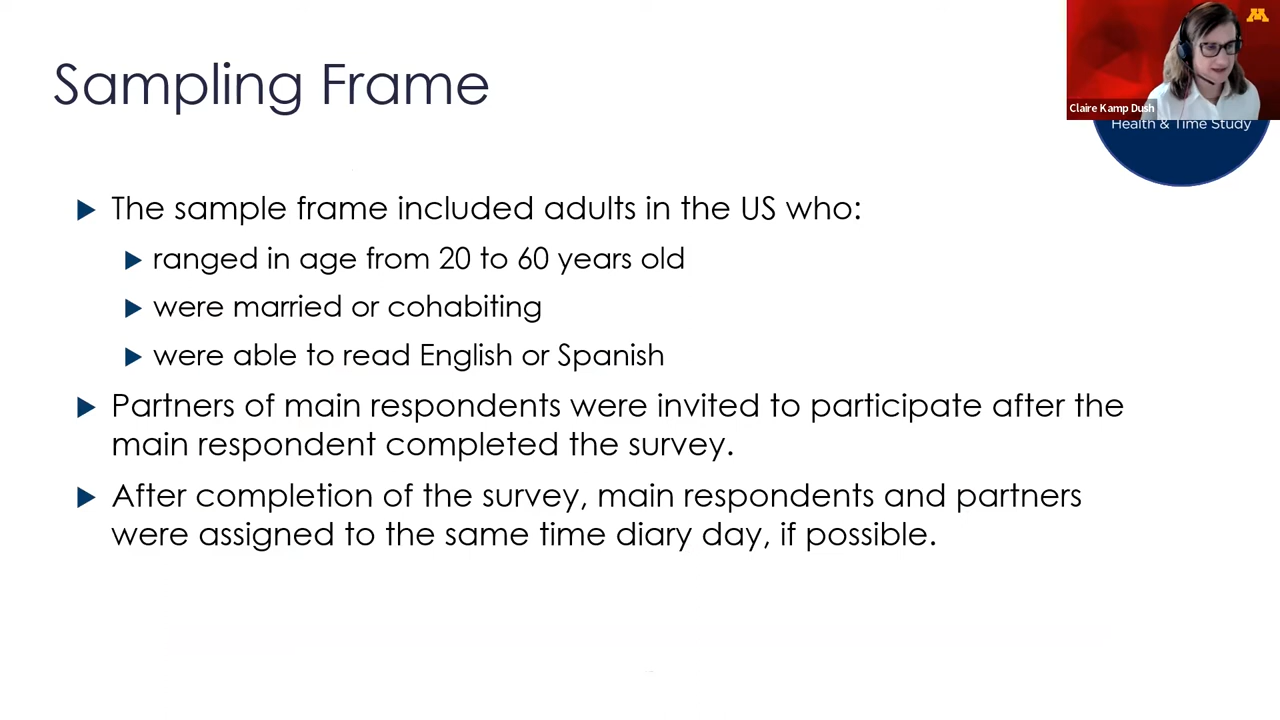 Sampling Frame
Claire Kamp Dush
Health & Time Study
The sample frame included adults in the US who:
ranged in age from 20 to 60 years old
were married or cohabiting
were able to read English or Spanish
Partners of main respondents were invited to participate after the
main respondent completed the survey.
After completion of the survey, main respondents and partners
were assigned to the same time diary day, if possible.